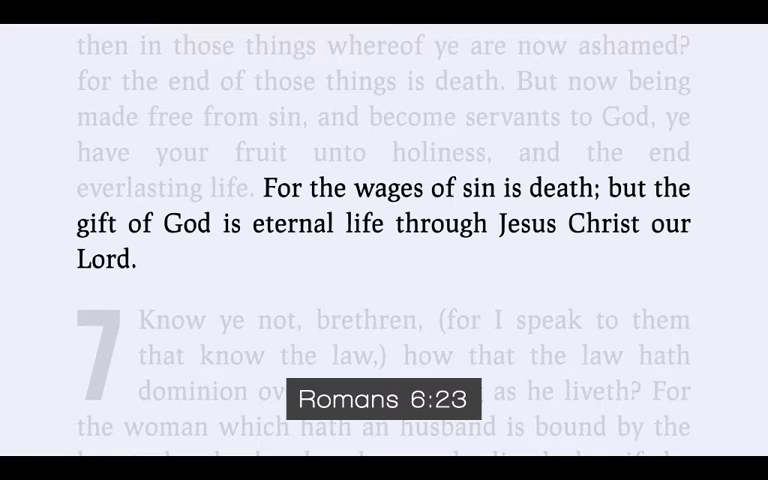 then in those things whereof ye are now ashamed?
for the end of those things is death. But now being
made free from sin, and become servants to God, ye
have your fruit unto holiness, and the end
everlasting life. For the wages of sin is death; but the
gift of God is eternal life through Jesus Christ our
Lord.
7 Know ye not, brethren, (for I speak to them
that know the law,) how that the law hath
dominion as he liveth? For
Romans 6:23
the woman which hath an husband is bound by the